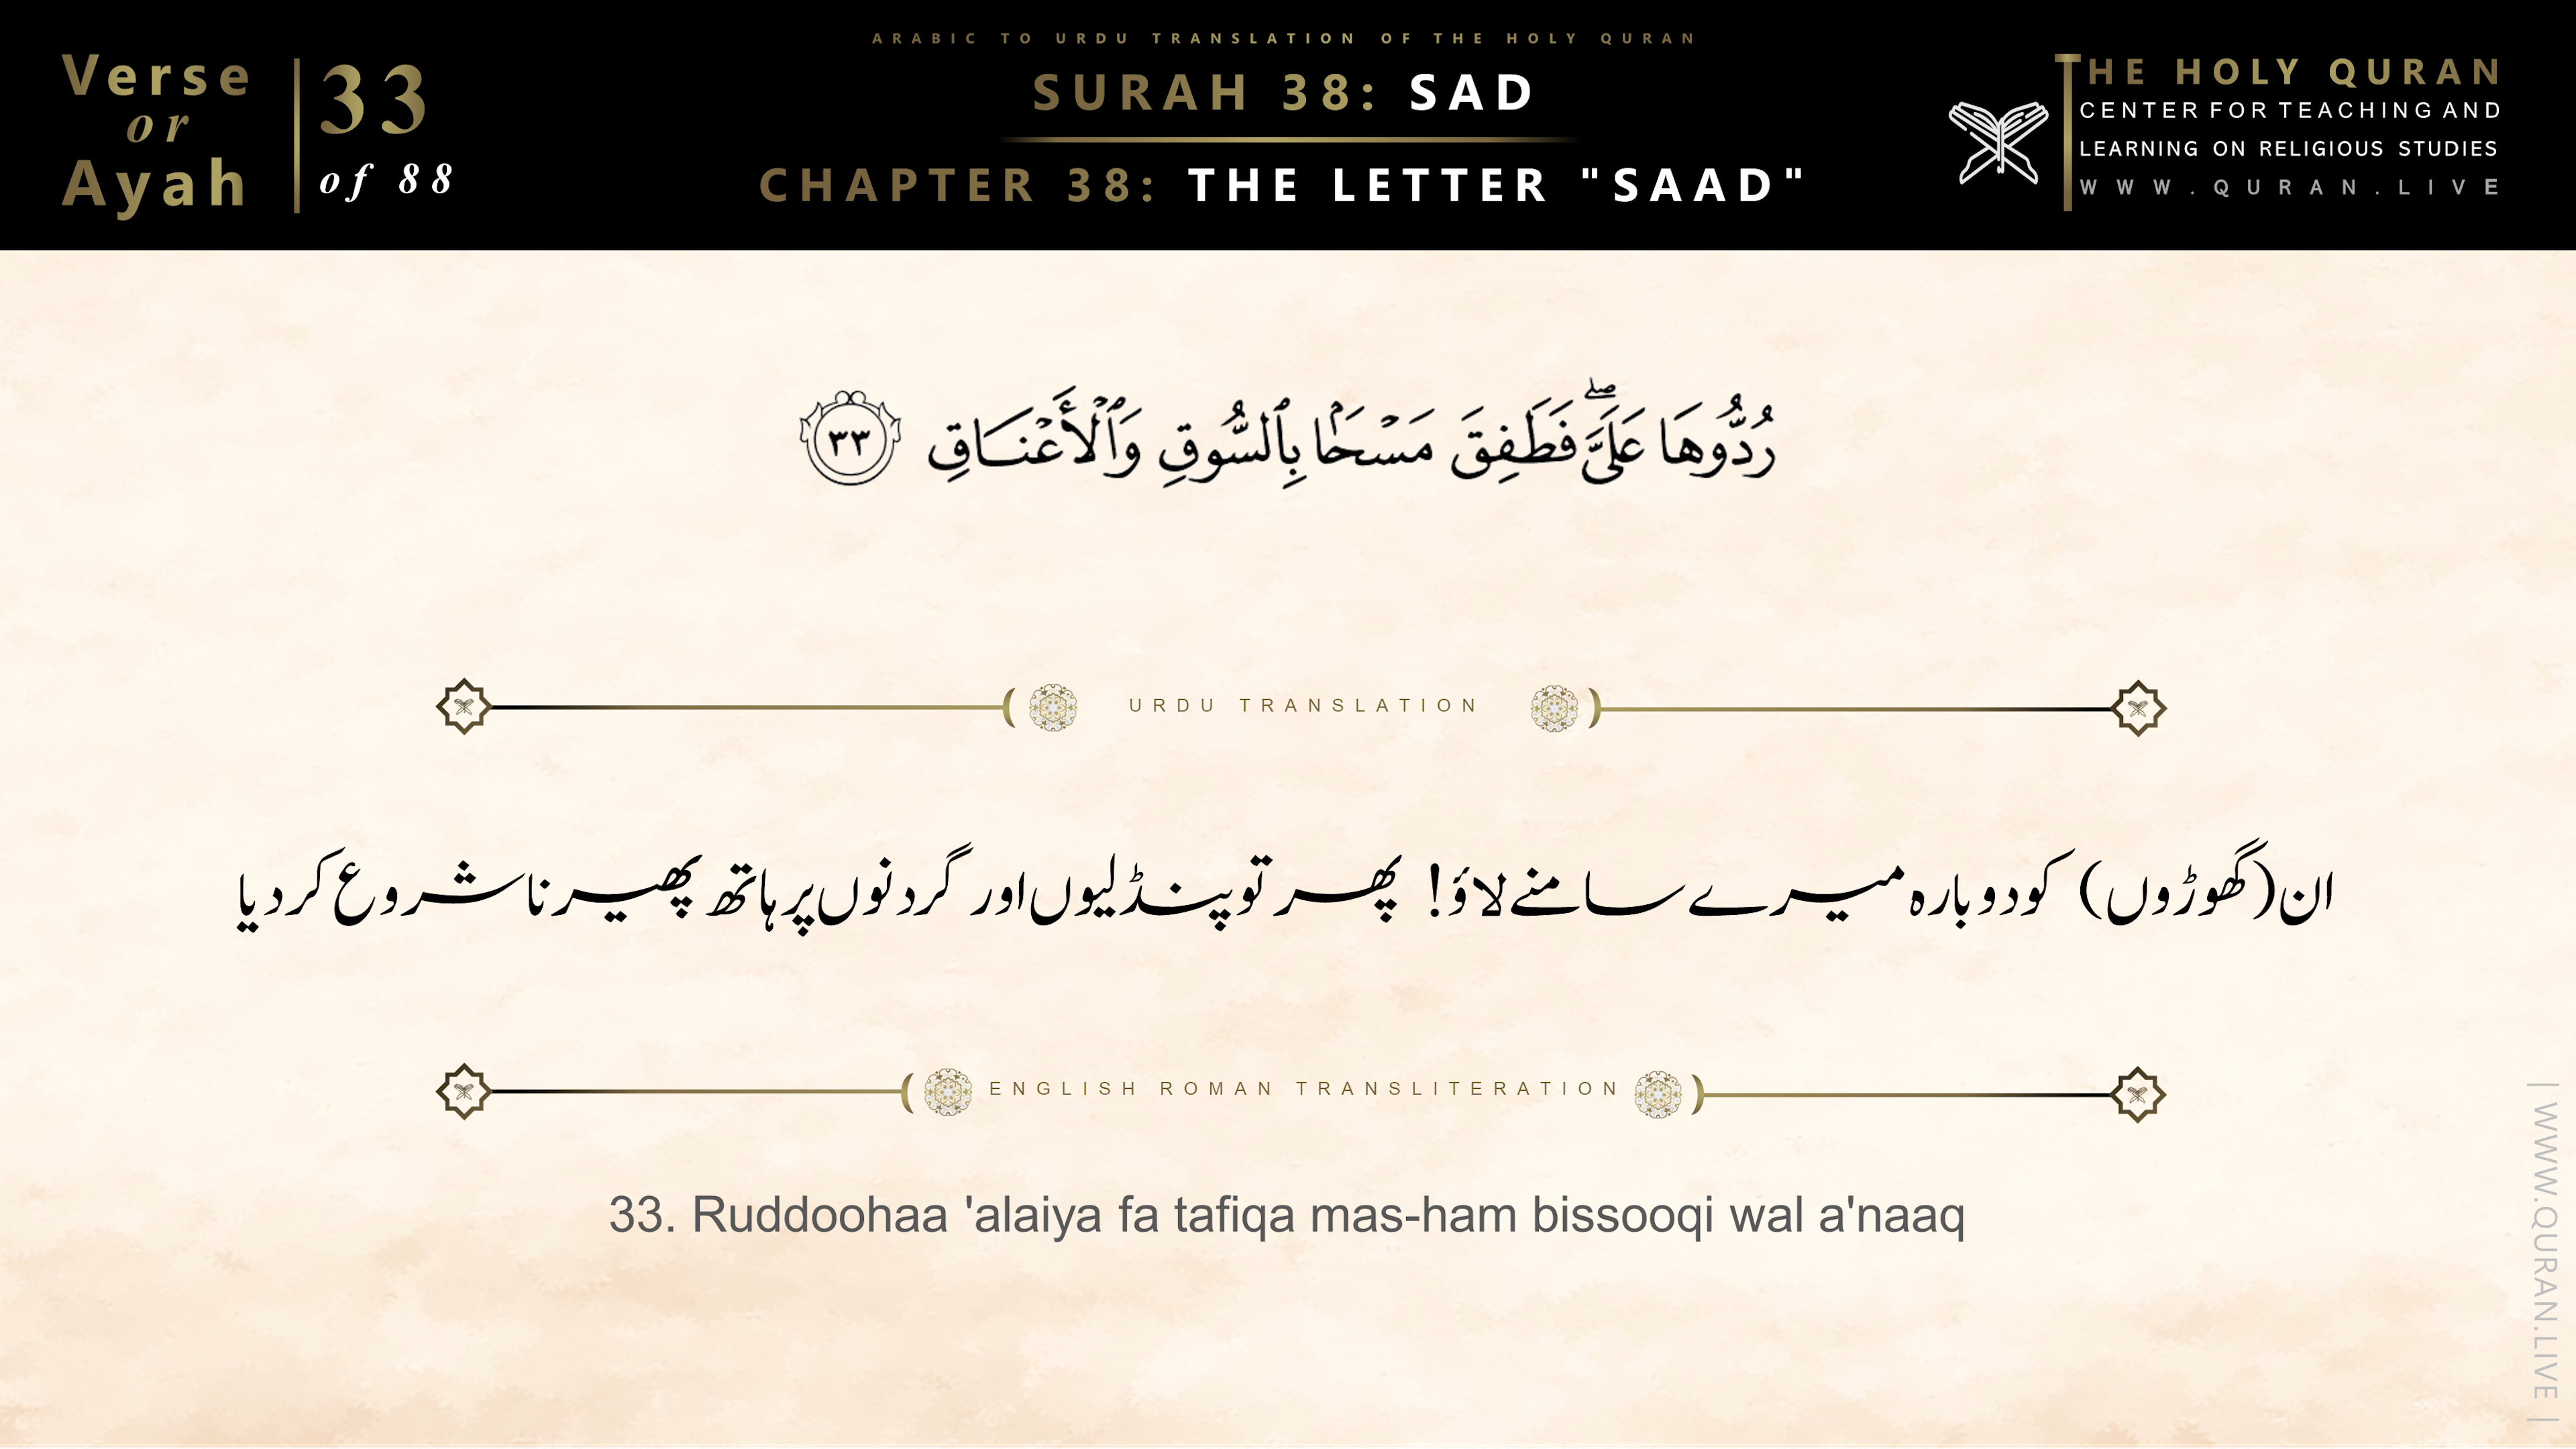 ARABIC TO URDU TRANSLATION OF THE HOLY QURAN
Verse
or
Ayah
33
of 88
SURAH 38: SAD
CHAPTER 38: THE LETTER "SAAD"
THE HOLY QURAN
CENTER FOR TEACHING AND
LEARNING ON RELIGIOUS STUDIES
WWW.QURAN.LIVE
رُدُّوهَا عَلَىَّۖ فَطَفِقَ مَسْحَۢا بِٱلسُّوقِ وَٱلْأَعْنَاقِ ٣٣
URDU TRANSLATION
ان (گھوڑوں) کو دوبارہ میرے سامنے لاؤ! پھر تو پنڈلیوں اور گردنوں پر ہاتھ پھیرنا شروع کردیا
ENGLISH ROMAN TRANSLITERATION
33. Ruddoohaa 'alaiya fa tafiqa mas-ham bissooqi wal a'naaq
| WWW.QURAN.LIVE |